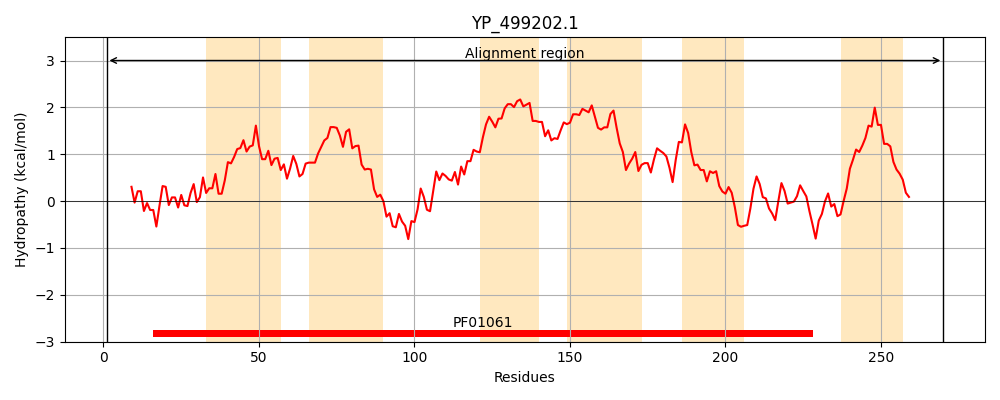 YP_499202.1
Alignment region
3
2
1
0
−1
−2
−3
Hydropathy (kcal/mol)
PF01061
0
50
100
150
200
250
Residues